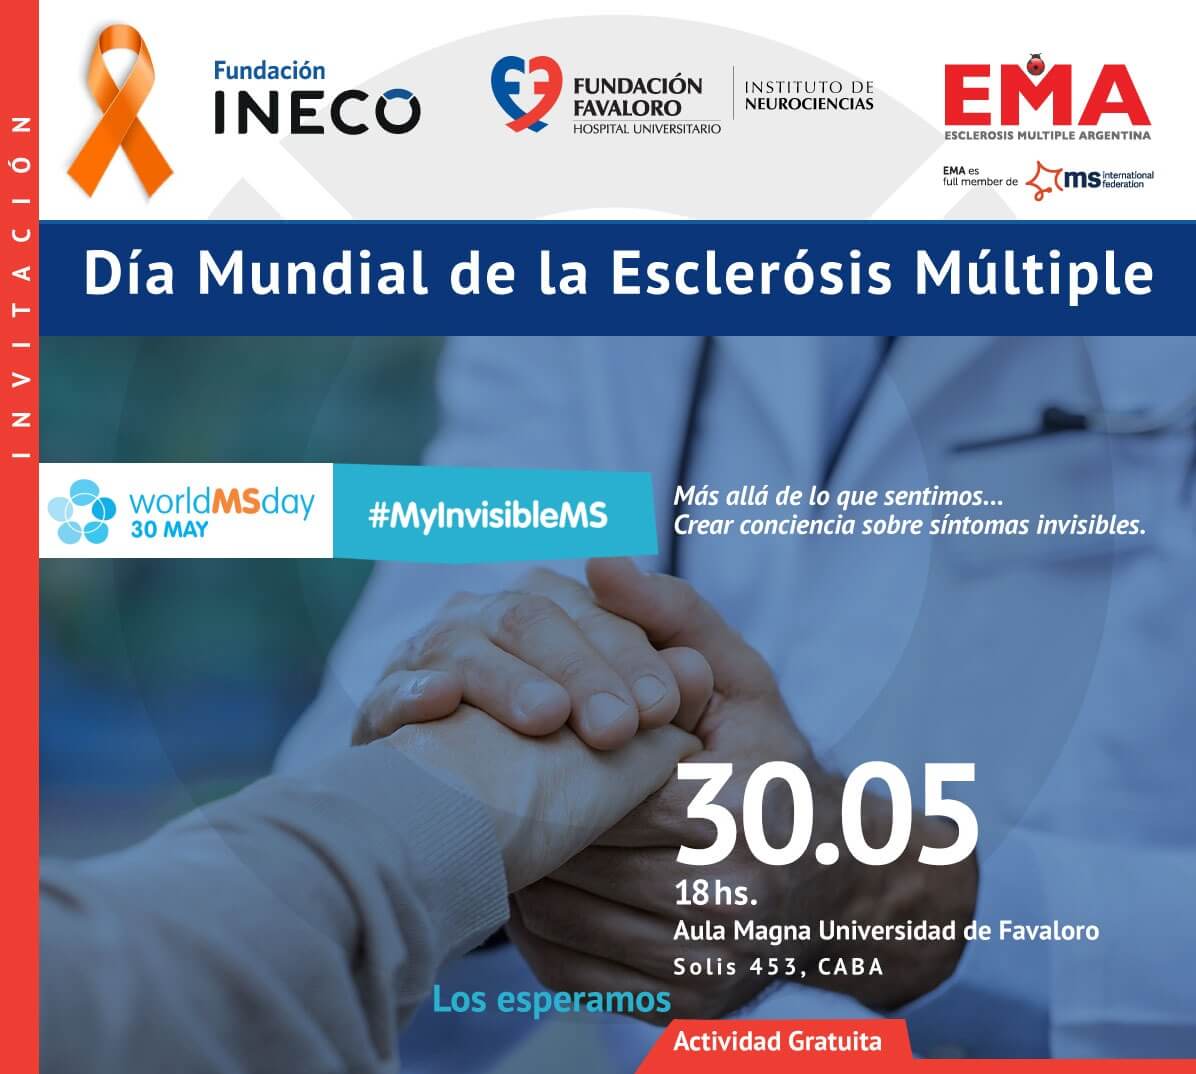 INVITACIÓN
Fundación
INECO
FUNDACIÓN
FAVALORO
HOSPITAL UNIVERSITARIO
INSTITUTO DE
NEUROCIENCIAS
EMA
ESCLEROSIS MULTIPLE ARGENTINA
EMA es
full member de
ms international
federation
Día Mundial de la Esclerósis Múltiple
worldMSday
30 MAY
#MyInvisibleMS
Más allá de lo que sentimos...
Crear conciencia sobre síntomas invisibles.
30.05
18 hs.
Aula Magna Universidad de Favaloro
Solis 453, CABA
Los esperamos
Actividad Gratuita